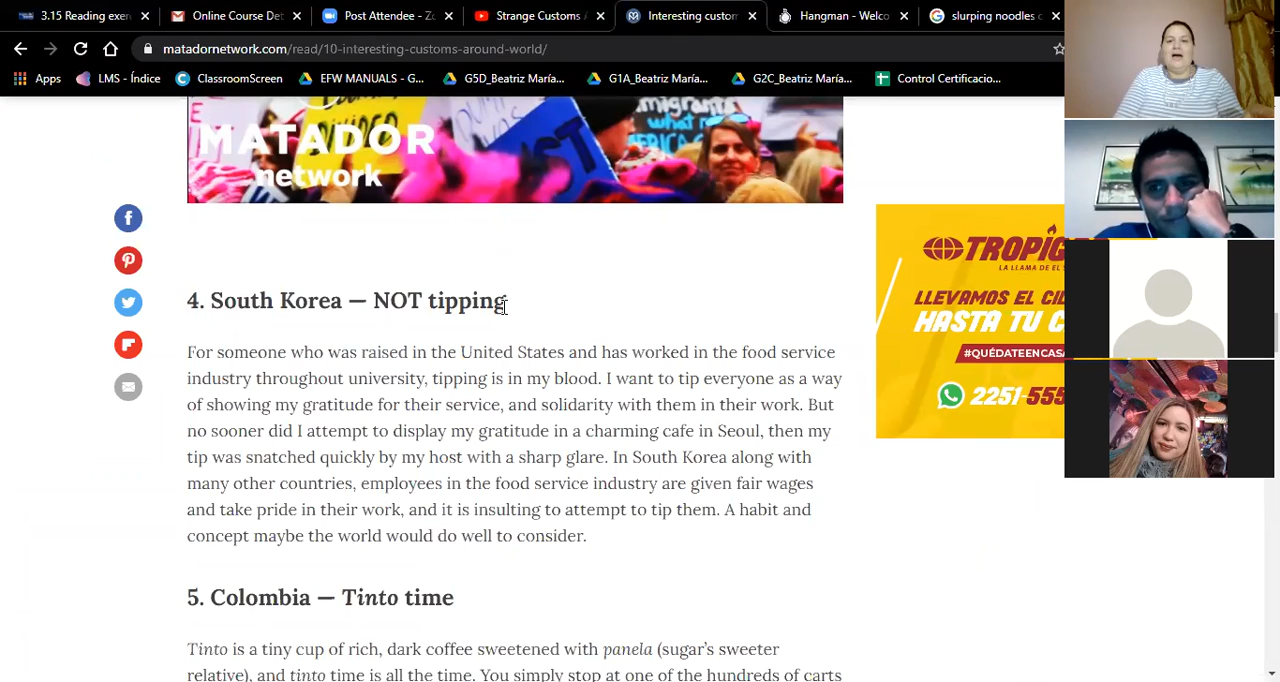 3.15 Reading exer
Online Course Det
Post Attendee - Zo
Strange Customs A
Interesting custom
Hangman - Welco
slurping noodles c
matadornetwork.com/read/10-interesting-customs-around-world/
Apps
LMS - Índice
ClassroomScreen
EFW MANUALS - G...
G5D_Beatriz María...
G1A_Beatriz María...
G2C_Beatriz María...
Control Certificacio...
MATADOR
network
immigrants
what
4. South Korea — NOT tipping
For someone who was raised in the United States and has worked in the food service
industry throughout university, tipping is in my blood. I want to tip everyone as a way
of showing my gratitude for their service, and solidarity with them in their work. But
no sooner did I attempt to display my gratitude in a charming cafe in Seoul, then my
tip was snatched quickly by my host with a sharp glare. In South Korea along with
many other countries, employees in the food service industry are given fair wages
and take pride in their work, and it is insulting to attempt to tip them. A habit and
concept maybe the world would do well to consider.
5. Colombia — Tinto time
Tinto is a tiny cup of rich, dark coffee sweetened with panela (sugar’s sweeter
relative), and tinto time is all the time. You simply stop at one of the hundreds of carts
TROPIG
LA LLAMA DE EL S
LLEVAMOS EL CIL
HASTA TU C
#QUÉDATEENCASA
2251-555